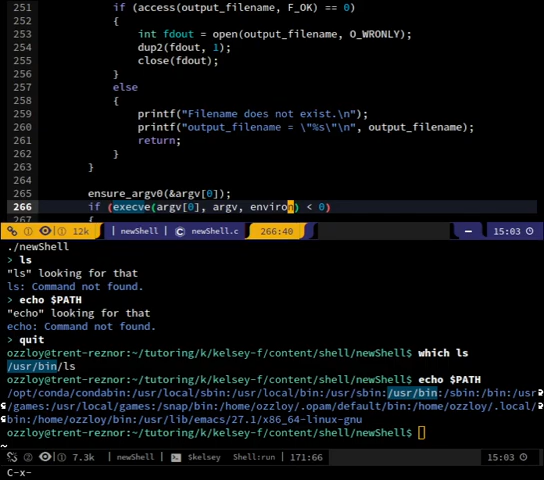 251 if (access(output_filename, F_OK) == 0)
252 {
253 int fdout = open(output_filename, O_WRONLY);
254 dup2(fdout, 1);
255 close(fdout);
256 }
257 else
258 {
259 printf("Filename does not exist.\n");
260 printf("output_filename = \"%s\"\n", output_filename);
261 return;
262 }
263 }
264
265 ensure_argv0(&argv[0]);
266 if (execve(argv[0], argv, environ) < 0)
267 {
12k newShell newShell.c 266:40 15:03
./newShell
> ls
"ls" looking for that
ls: Command not found.
> echo $PATH
"echo" looking for that
echo: Command not found.
> quit
ozzloy@trent-reznor:~/tutoring/k/kelsey-f/content/shell/newShell$ which ls
/usr/bin/ls
ozzloy@trent-reznor:~/tutoring/k/kelsey-f/content/shell/newShell$ echo $PATH
/opt/conda/condabin:/usr/local/sbin:/usr/local/bin:/usr/sbin:/usr/bin:/sbin:/bin:/usr
/games:/usr/local/games:/snap/bin:/home/ozzloy/.opam/default/bin:/home/ozzloy/.local/
bin:/home/ozzloy/bin:/usr/lib/emacs/27.1/x86_64-linux-gnu
ozzloy@trent-reznor:~/tutoring/k/kelsey-f/content/shell/newShell$
~
7.3k newShell $kelsey Shell:run 171:66 15:03
C-x-